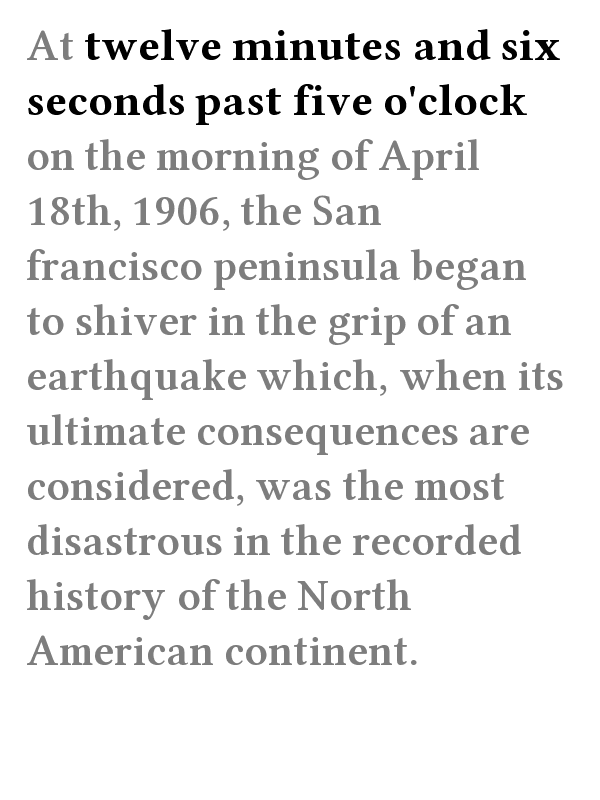 At twelve minutes and six
seconds past five o'clock
on the morning of April
18th, 1906, the San
francisco peninsula began
to shiver in the grip of an
earthquake which, when its
ultimate consequences are
considered, was the most
disastrous in the recorded
history of the North
American continent.